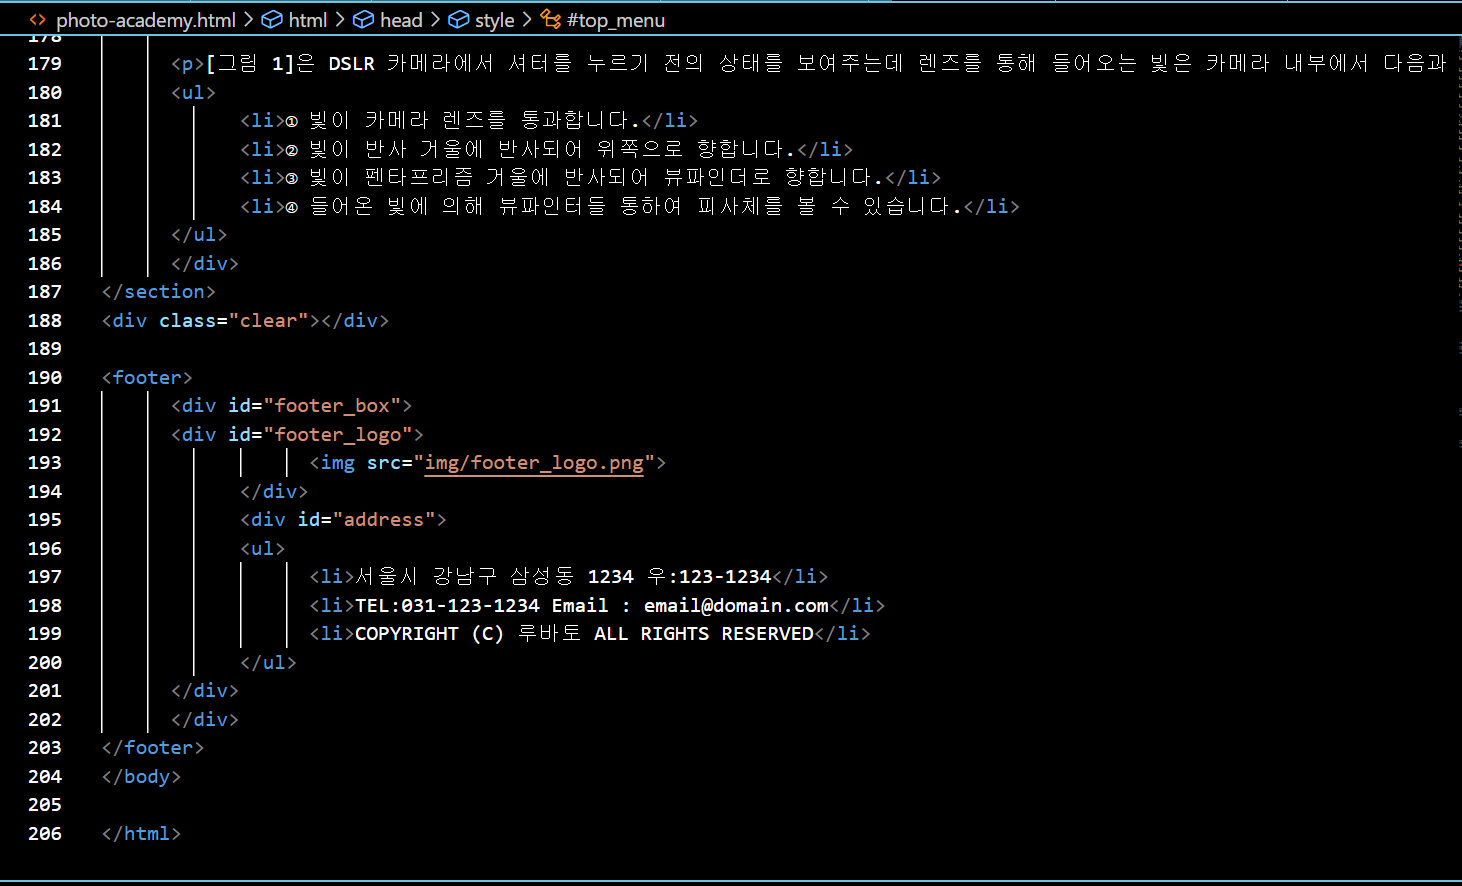 photo-academy.html > html > head > style > #top_menu
178
179 <p>[그림 1]은 DSLR 카메라에서 셔터를 누르기 전의 상태를 보여주는데 렌즈를 통해 들어오는 빛은 카메라 내부에서 다음과
180 <ul>
181 <li>① 빛이 카메라 렌즈를 통과합니다.</li>
182 <li>② 빛이 반사 거울에 반사되어 위쪽으로 향합니다.</li>
183 <li>③ 빛이 펜타프리즘 거울에 반사되어 뷰파인더로 향합니다.</li>
184 <li>④ 들어온 빛에 의해 뷰파인터들 통하여 피사체를 볼 수 있습니다.</li>
185 </ul>
186 </div>
187 </section>
188 <div class="clear"></div>
189
190 <footer>
191 <div id="footer_box">
192 <div id="footer_logo">
193 <img src="img/footer_logo.png">
194 </div>
195 <div id="address">
196 <ul>
197 <li>서울시 강남구 삼성동 1234 우:123-1234</li>
198 <li>TEL:031-123-1234 Email : email@domain.com</li>
199 <li>COPYRIGHT (C) 루바토 ALL RIGHTS RESERVED</li>
200 </ul>
201 </div>
202 </div>
203 </footer>
204 </body>
205
206 </html>